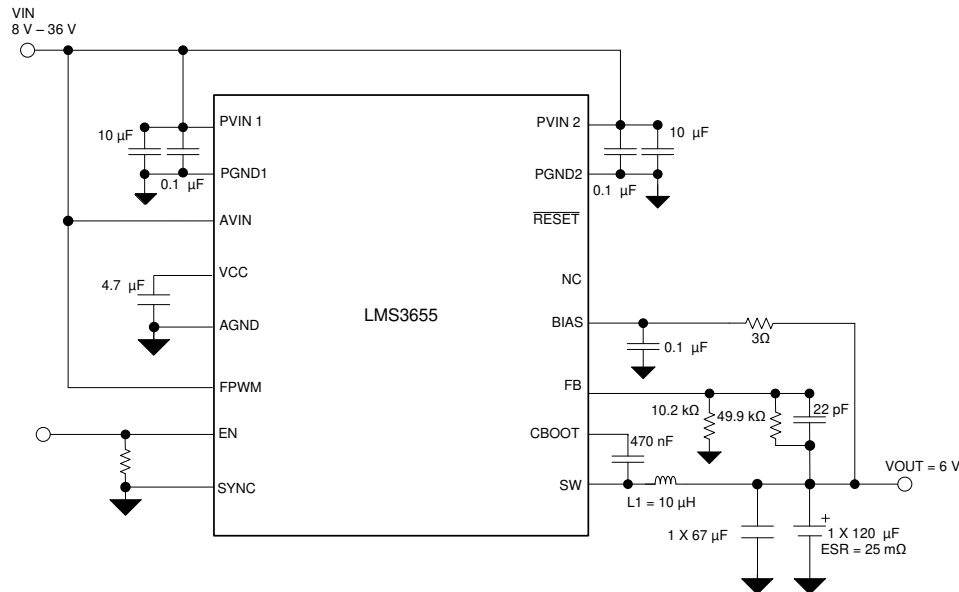 VIN
8 V – 36 V
10 µF
0.1 µF
PVIN 1
PGND1
AVIN
VCC
4.7 µF
AGND
FPWM
EN
SYNC
LMS3655
PVIN 2
10 µF
PGND2
0.1 µF
RESET
NC
BIAS
0.1 µF
3Ω
FB
10.2 kΩ
49.9 kΩ
22 pF
CBOOT
470 nF
SW
L1 = 10 µH
VOUT = 6 V
1 X 67 µF
+
1 X 120 µF
ESR = 25 mΩ